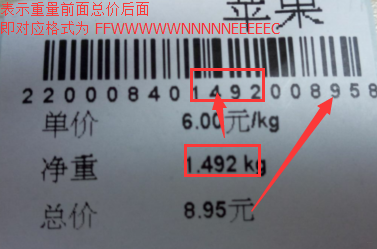 表示重量前面总价后面
即对应格式为 FFWWWWWNNNNNEEEEEC
苹果
220008401492008958
单价 6.00元/kg
净重 1.492 kg
总价 8.95元